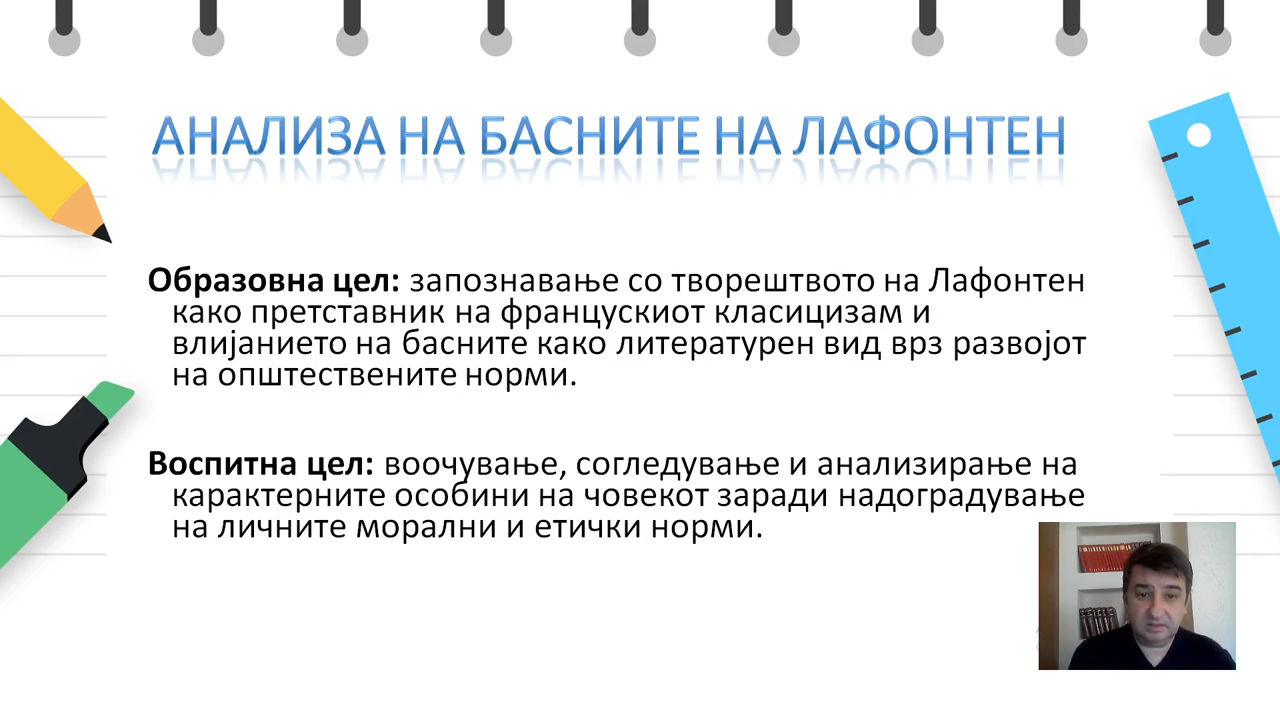 АНАЛИЗА НА БАСНИТЕ НА ЛАФОНТЕН
Образовна цел: запознавање со творештвото на Лафонтен
како претставник на францускиот класицизам и
влијанието на басните како литературен вид врз развојот
на општествените норми.
Воспитна цел: воочување, согледување и анализирање на
карактерните особини на човекот заради надоградување
на личните морални и етички норми.